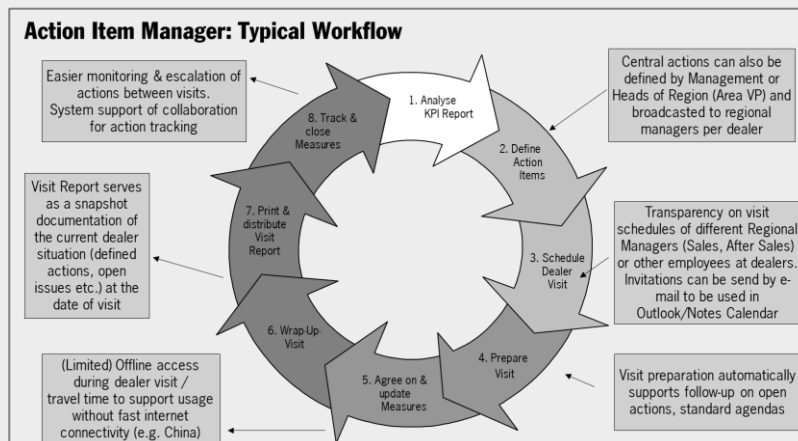 Action Item Manager: Typical Workflow
Easier monitoring & escalation of
actions between visits.
System support of collaboration
for action tracking
1. Analyse
KPI Report
Central actions can also be
defined by Management or
Heads of Region (Area VP) and
broadcasted to regional
managers per dealer
8. Track &
close
Measures
2. Define
Action
Items
Visit Report serves
as a snapshot
documentation of
the current dealer
situation (defined
actions, open
issues etc.) at the
date of visit
7. Print &
distribute
Visit
Report
3. Schedule
Dealer
Visit
Transparency on visit
schedules of different Regional
Managers (Sales, After Sales)
or other employees at dealers.
Invitations can be send by e-
mail to be used in
Outlook/Notes Calendar
6. Wrap-Up-
Visit
4. Prepare
Visit
5. Agree on &
update
Measures
(Limited) Offline access
during dealer visit /
travel time to support usage
without fast internet
connectivity (e.g. China)
Visit preparation automatically
supports follow-up on open
actions, standard agendas